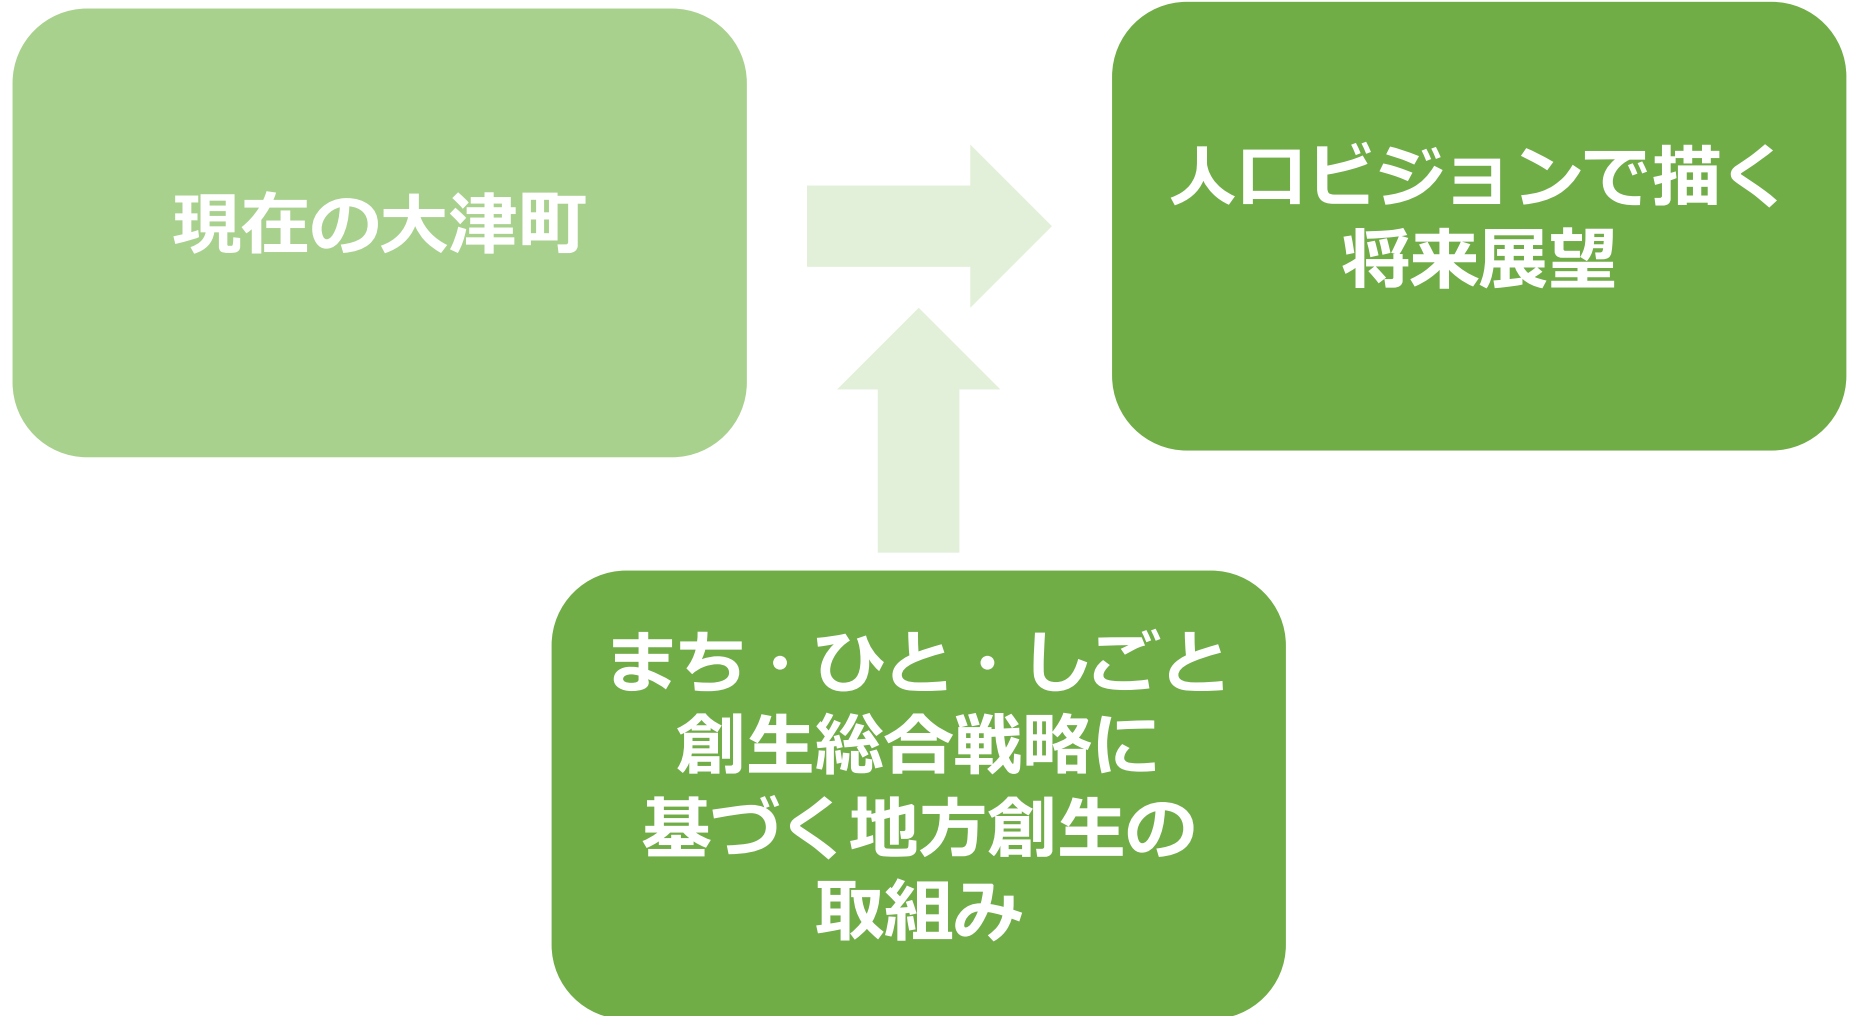 現在の大津町
人口ビジョンで描く
将来展望
まち・ひと・しごと
創生総合戦略に
基づく地方創生の
取組み